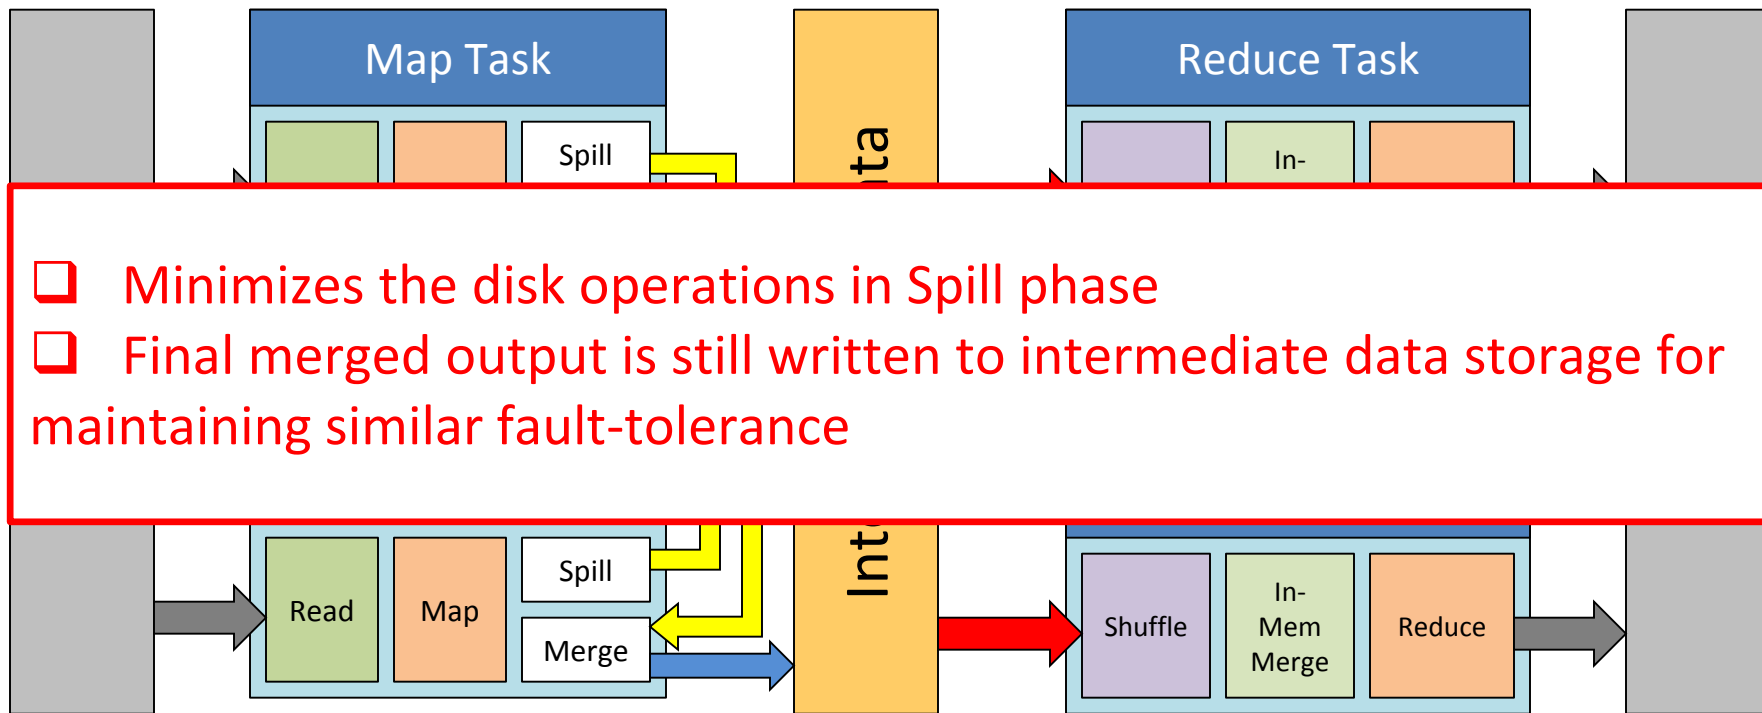 Map Task
Reduce Task
Spill
In-
❑ Minimizes the disk operations in Spill phase
❑ Final merged output is still written to intermediate data storage for
maintaining similar fault-tolerance
Read
Map
Spill
Merge
Shuffle
In-
Mem
Merge
Reduce